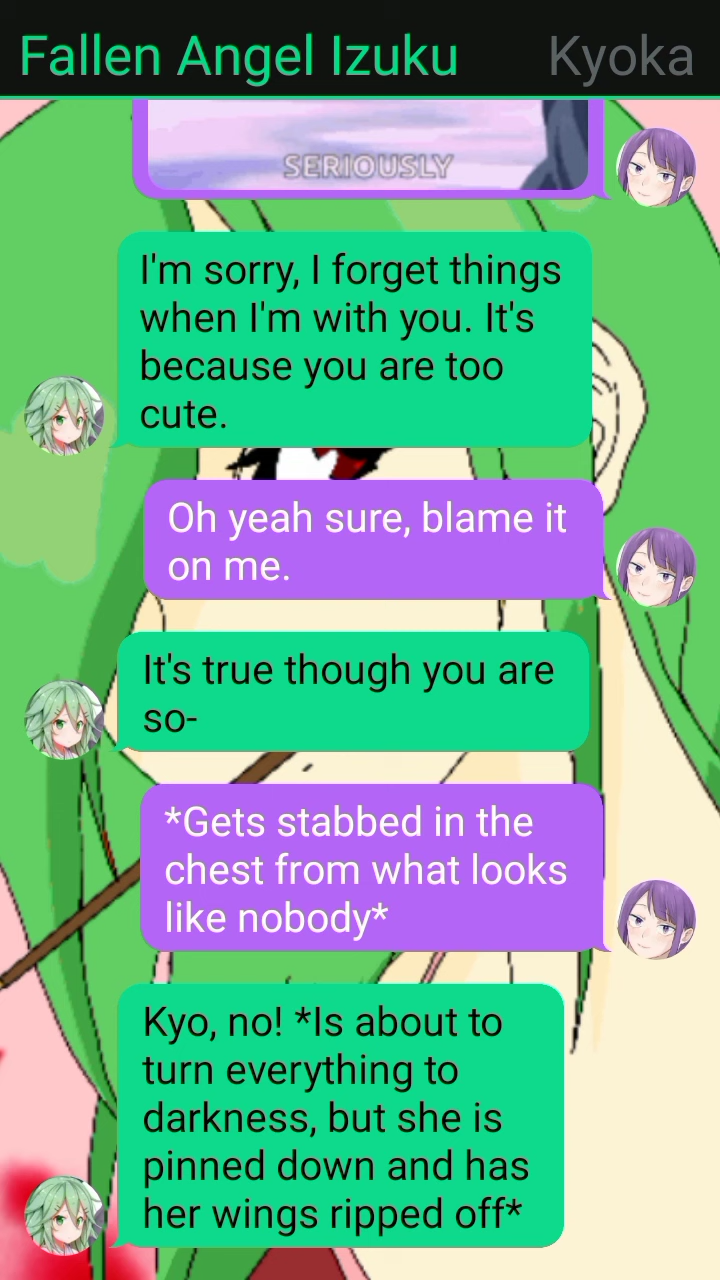 Fallen Angel Izuku Kyoka
SERIOUSLY
I'm sorry, I forget things
when I'm with you. It's
because you are too
cute.
Oh yeah sure, blame it
on me.
It's true though you are
so-
*Gets stabbed in the
chest from what looks
like nobody*
Kyo, no! *Is about to
turn everything to
darkness, but she is
pinned down and has
her wings ripped off*